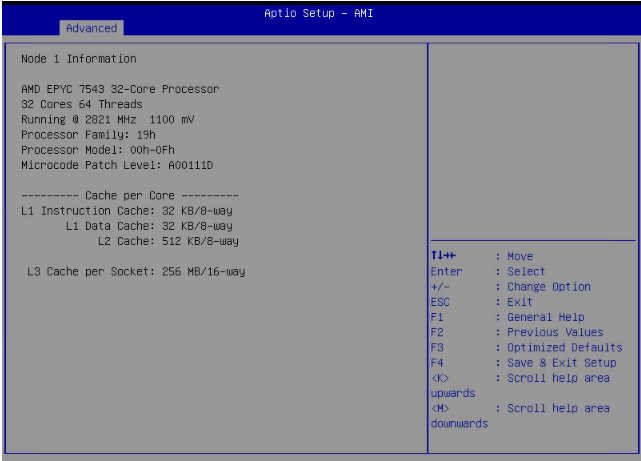 Aptio Setup - AMI
Advanced
Node 1 Information
AMD EPYC 7543 32-Core Processor
32 Cores 64 Threads
Running @ 2821 MHz 1100 mV
Processor Family: 19h
Processor Model: 00h-0Fh
Microcode Patch Level: A00111D
--------- Cache per Core ---------
L1 Instruction Cache: 32 KB/8-way
L1 Data Cache: 32 KB/8-way
L2 Cache: 512 KB/8-way
L3 Cache per Socket: 256 MB/16-way
↑↓→← : Move
Enter : Select
+/- : Change Option
ESC : Exit
F1 : General Help
F2 : Previous Values
F3 : Optimized Defaults
F4 : Save & Exit Setup
<K> : Scroll help area
upwards
<M> : Scroll help area
downwards